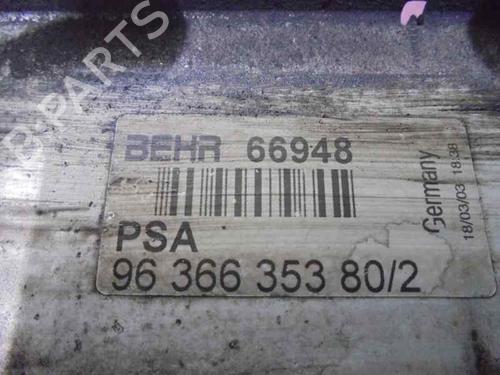 B-PARTS
BEHR 66948
PSA
96 366 353 80/2
Germany
18/03/03 18:38